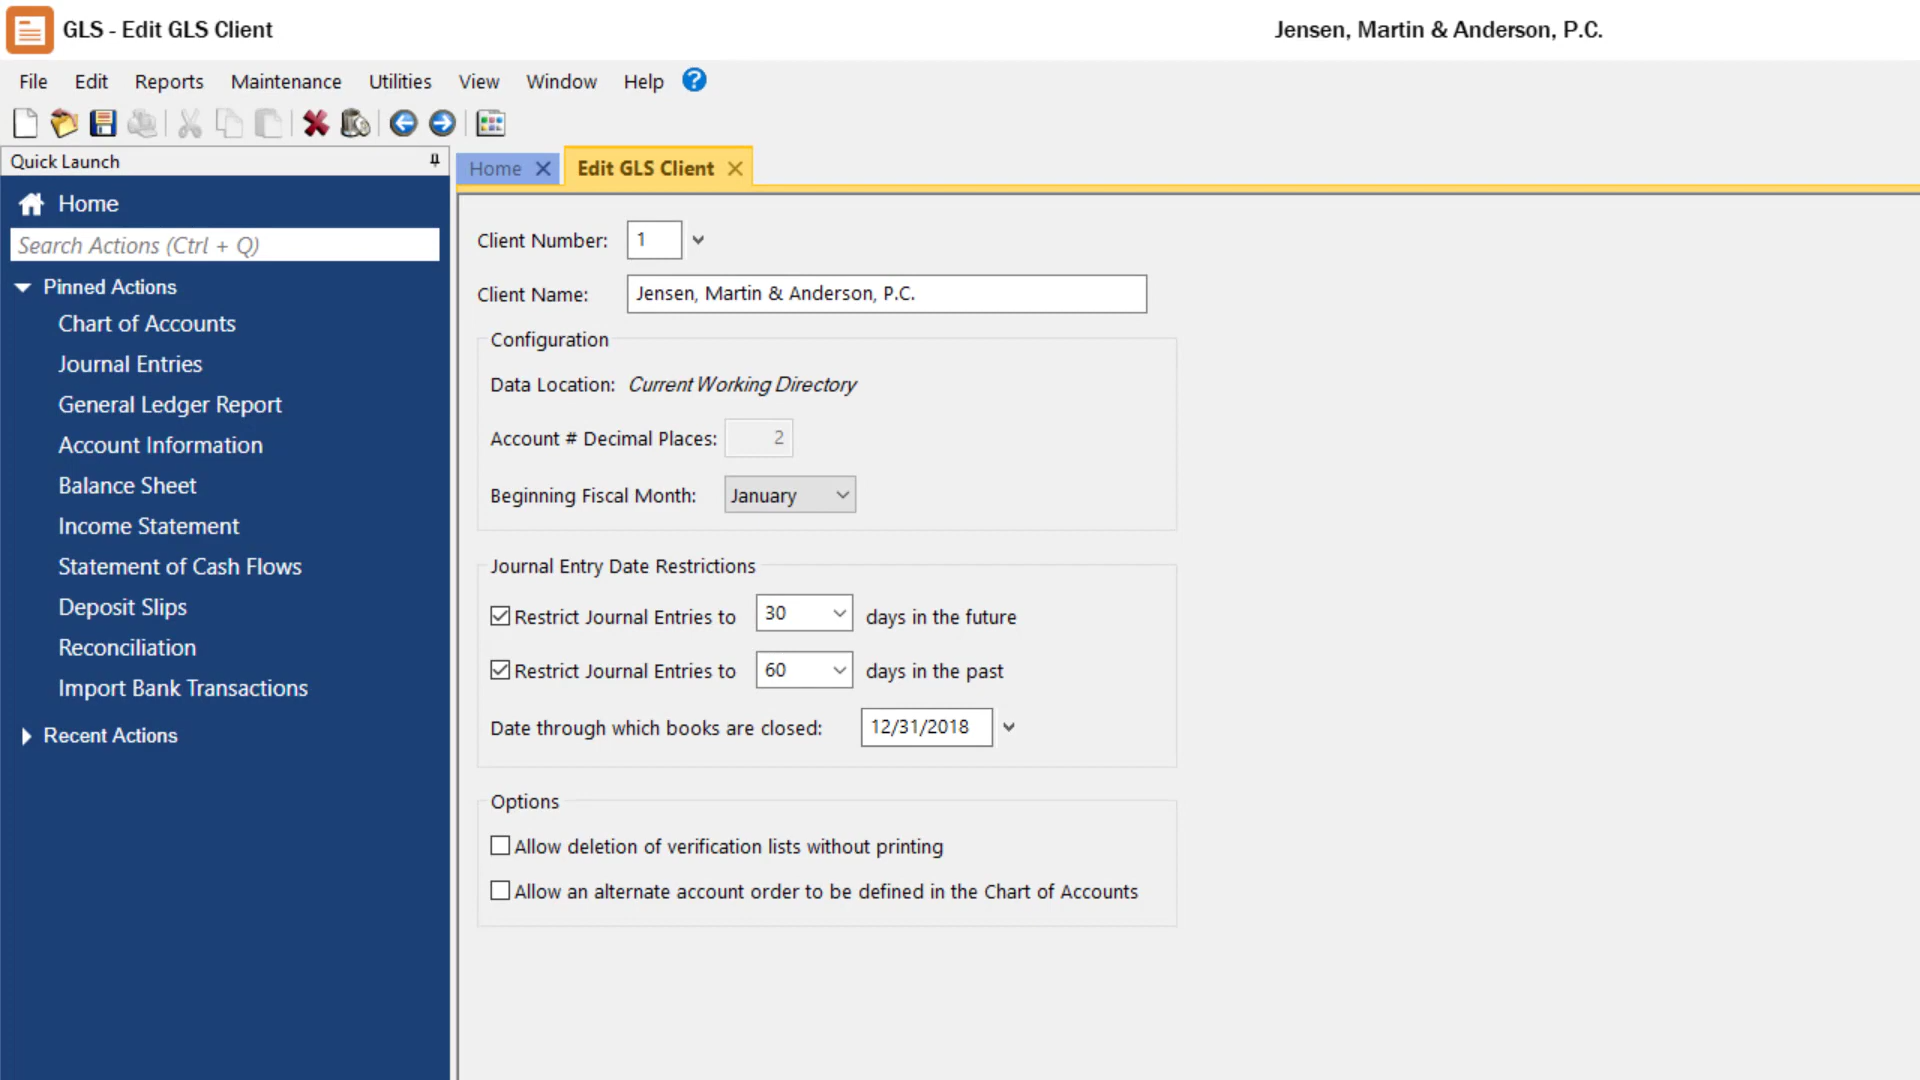 GLS - Edit GLS Client
Jensen, Martin & Anderson, P.C.
File Edit Reports Maintenance Utilities View Window Help ?
Quick Launch
Home
Search Actions (Ctrl + Q)
Pinned Actions
Chart of Accounts
Journal Entries
General Ledger Report
Account Information
Balance Sheet
Income Statement
Statement of Cash Flows
Deposit Slips
Reconciliation
Import Bank Transactions
Recent Actions
Home
Edit GLS Client
Client Number: 1
Client Name: Jensen, Martin & Anderson, P.C.
Configuration
Data Location: Current Working Directory
Account # Decimal Places: 2
Beginning Fiscal Month: January
Journal Entry Date Restrictions
Restrict Journal Entries to 30 days in the future
Restrict Journal Entries to 60 days in the past
Date through which books are closed: 12/31/2018
Options
Allow deletion of verification lists without printing
Allow an alternate account order to be defined in the Chart of Accounts